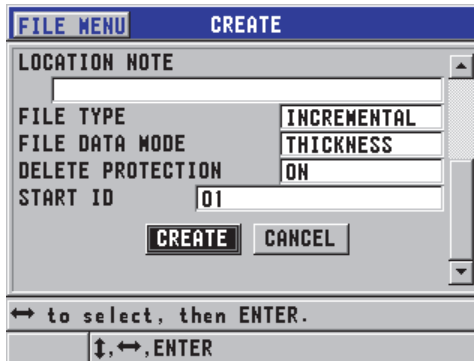 FILE MENU CREATE
LOCATION NOTE
FILE TYPE INCREMENTAL
FILE DATA MODE THICKNESS
DELETE PROTECTION ON
START ID 01
CREATE CANCEL
↔ to select, then ENTER.
↕,↔,ENTER